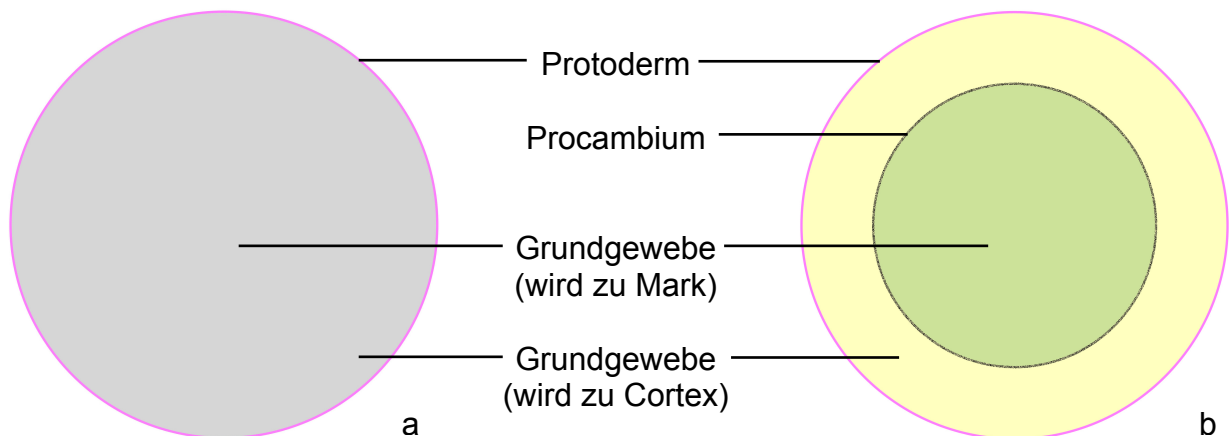 Protoderm
Procambium
Grundgewebe
(wird zu Mark)
Grundgewebe
(wird zu Cortex)
a
b